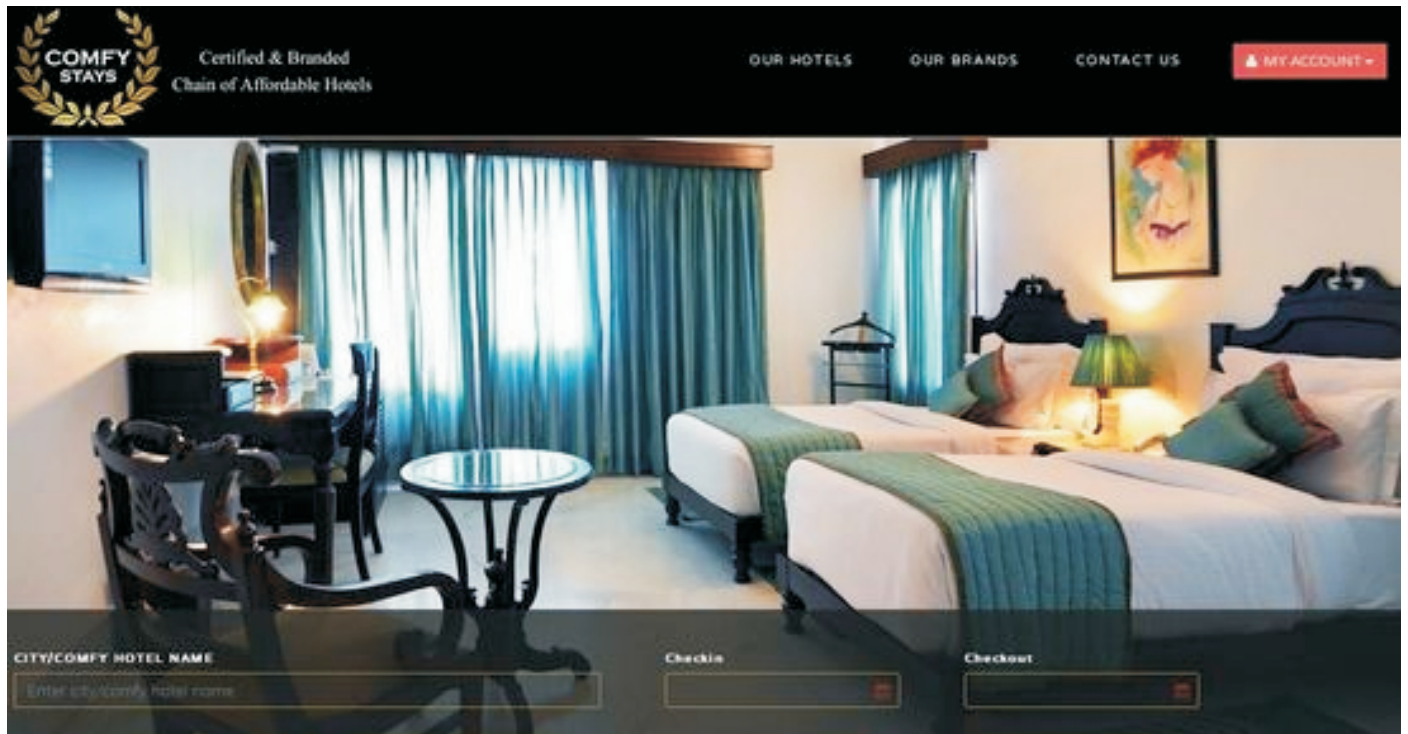 COMFY
STAYS
Certified & Branded
Chain of Affordable Hotels
OUR HOTELS
OUR BRANDS
CONTACT US
MY ACCOUNT
CITY/COMFY HOTEL NAME
Enter city/comfy hotel name
Checkin
Checkout